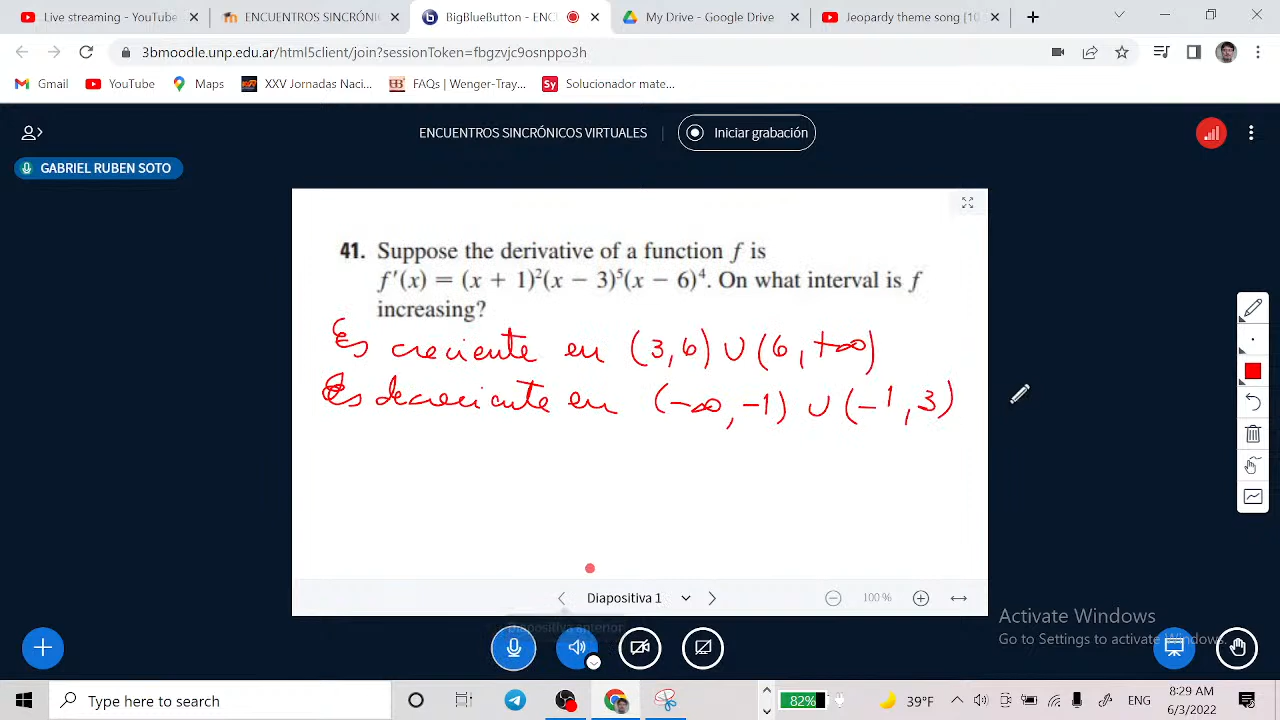 Live streaming - YouTube
ENCUENTROS SINCRÓNIC
BigBlueButton - ENC
My Drive - Google Drive
Jeopardy theme song [10
3bmoodle.unp.edu.ar/html5client/join?sessionToken=fbgzvjc9osnppo3h
Gmail YouTube Maps XXV Jornadas Naci... FAQs | Wenger-Tray... Sy Solucionador mate...
ENCUENTROS SINCRÓNICOS VIRTUALES
Iniciar grabación
GABRIEL RUBEN SOTO
41. Suppose the derivative of a function f is
f′(x) = (x + 1)²(x − 3)⁵(x − 6)⁴. On what interval is f
increasing?
Es creciente en (3, 6) ∪ (6, +∞)
Es decreciente en (−∞, −1) ∪ (−1, 3)
Diapositiva 1
100 %
Diapositiva anterior
Activate Windows
Go to Settings to activate Windows.
Type here to search
82%
39°F
ENG
8:29 AM
6/3/2022